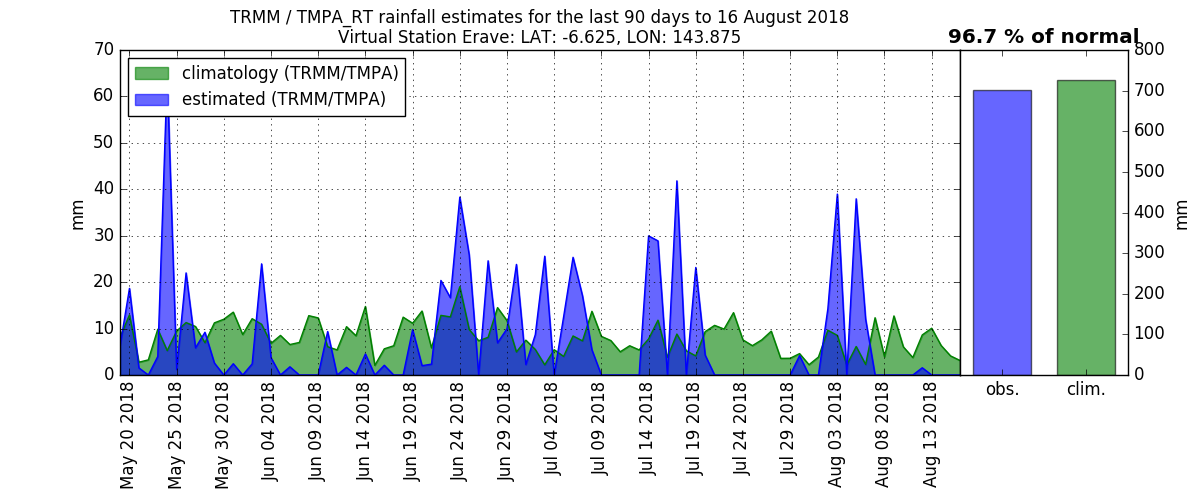 TRMM / TMPA_RT rainfall estimates for the last 90 days to 16 August 2018
Virtual Station Erave: LAT: -6.625, LON: 143.875
96.7 % of normal
climatology (TRMM/TMPA)
estimated (TRMM/TMPA)
70
60
50
40
30
20
10
0
mm
May 20 2018
May 25 2018
May 30 2018
Jun 04 2018
Jun 09 2018
Jun 14 2018
Jun 19 2018
Jun 24 2018
Jun 29 2018
Jul 04 2018
Jul 09 2018
Jul 14 2018
Jul 19 2018
Jul 24 2018
Jul 29 2018
Aug 03 2018
Aug 08 2018
Aug 13 2018
obs.
clim.
800
700
600
500
400
300
200
100
0
mm